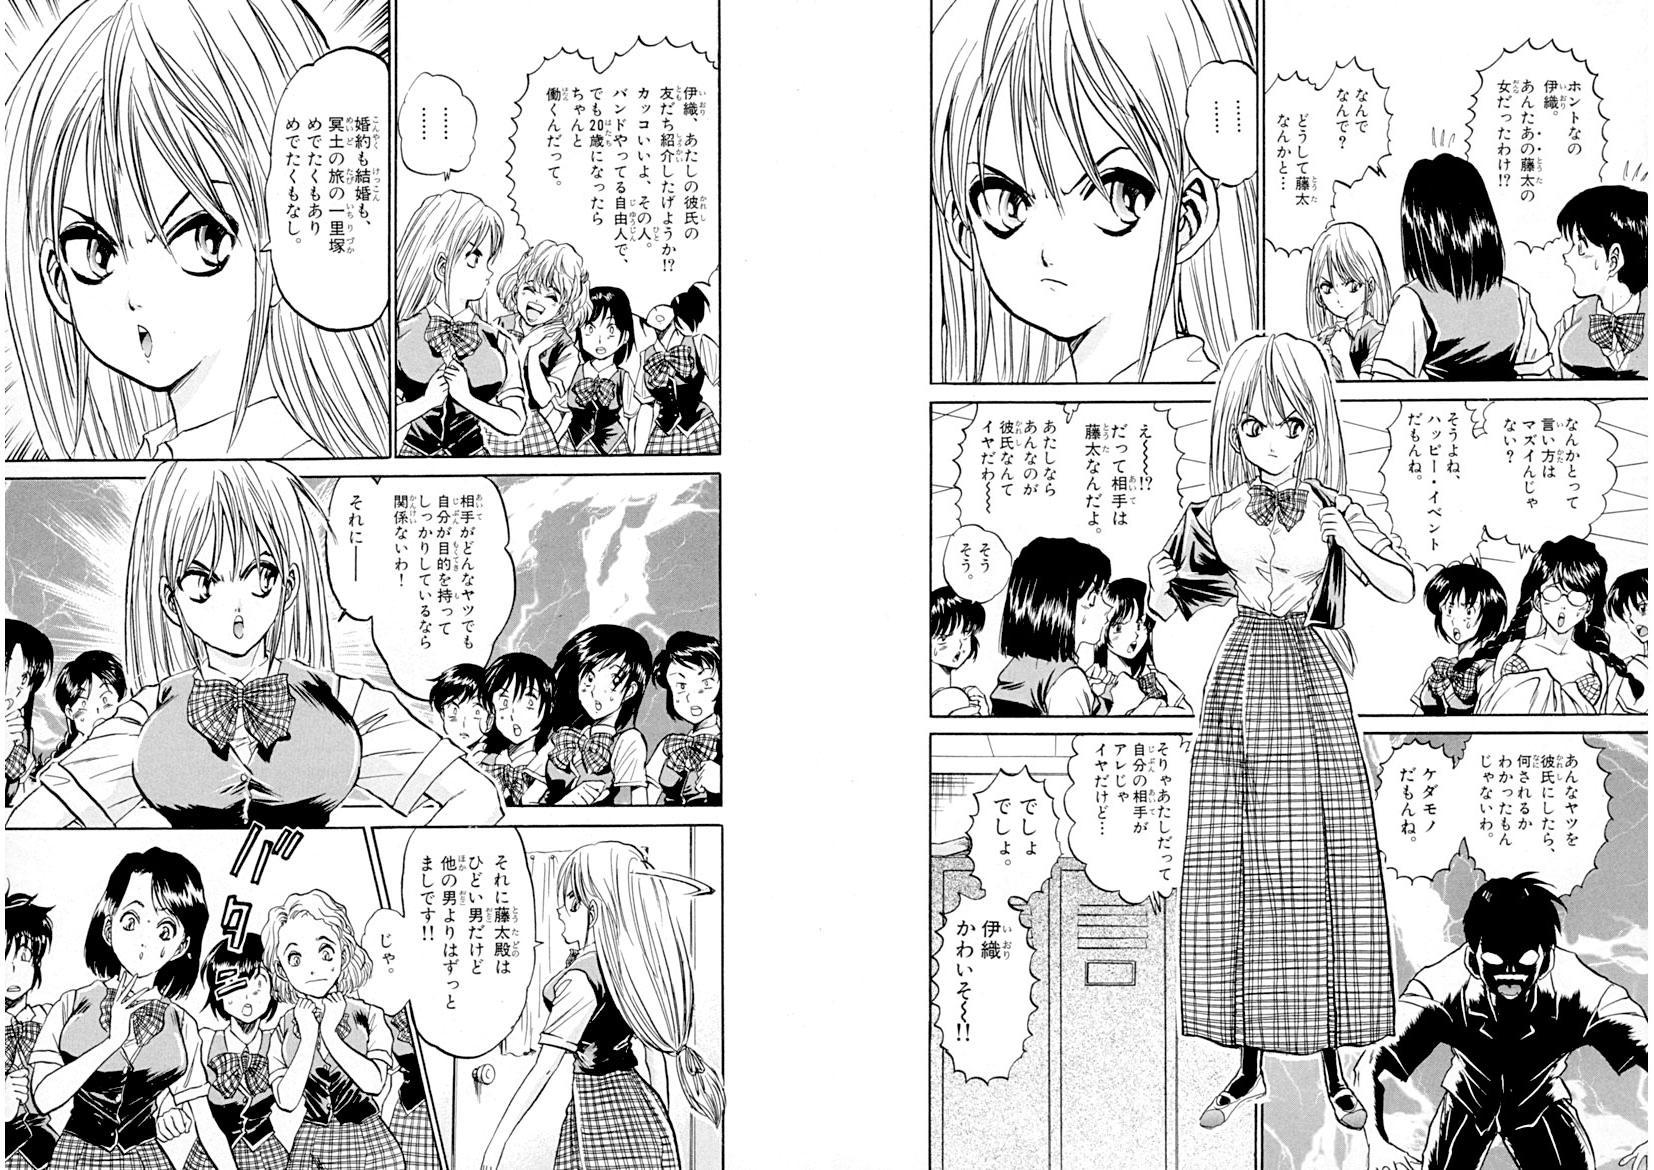 ホントなの
伊織。
あんたあの藤太の
女だったわけ!?
なんで
なんで?
どうして藤太
なんかと…
……
……
なんかとって
言い方は
マズイんじゃ
ない?
そうよね、
ハッピー・イベント
だもんね。
え〜〜!?
だって相手は
藤太なんだよ。
あたしなら
あんなのが
彼氏なんて
イヤだわ〜〜
そう
そう。
あんなヤツを
彼氏にしたら、
何されるか
わかったもん
じゃないわ。
ケダモノ
だもんね。
そりゃあたしだって
自分の相手が
アレじゃ
イヤだけど…
でしょ
でしょ。
伊織
かわいそ〜〜!!
伊織、あたしの彼氏の
友だち紹介したげようか!?
カッコいいよ、その人。
バンドやってる自由人で、
でも20歳になったら
ちゃんと
働くんだって。
……
……
婚約も結婚も、
冥土の旅の一里塚
めでたくもあり
めでたくもなし。
相手がどんなヤツでも
自分が目的を持って
しっかりしているなら
関係ないわ!
それに――
それに藤太殿は
ひどい男だけど
他の男よりはずっと
ましです!!
じゃ。
バタン